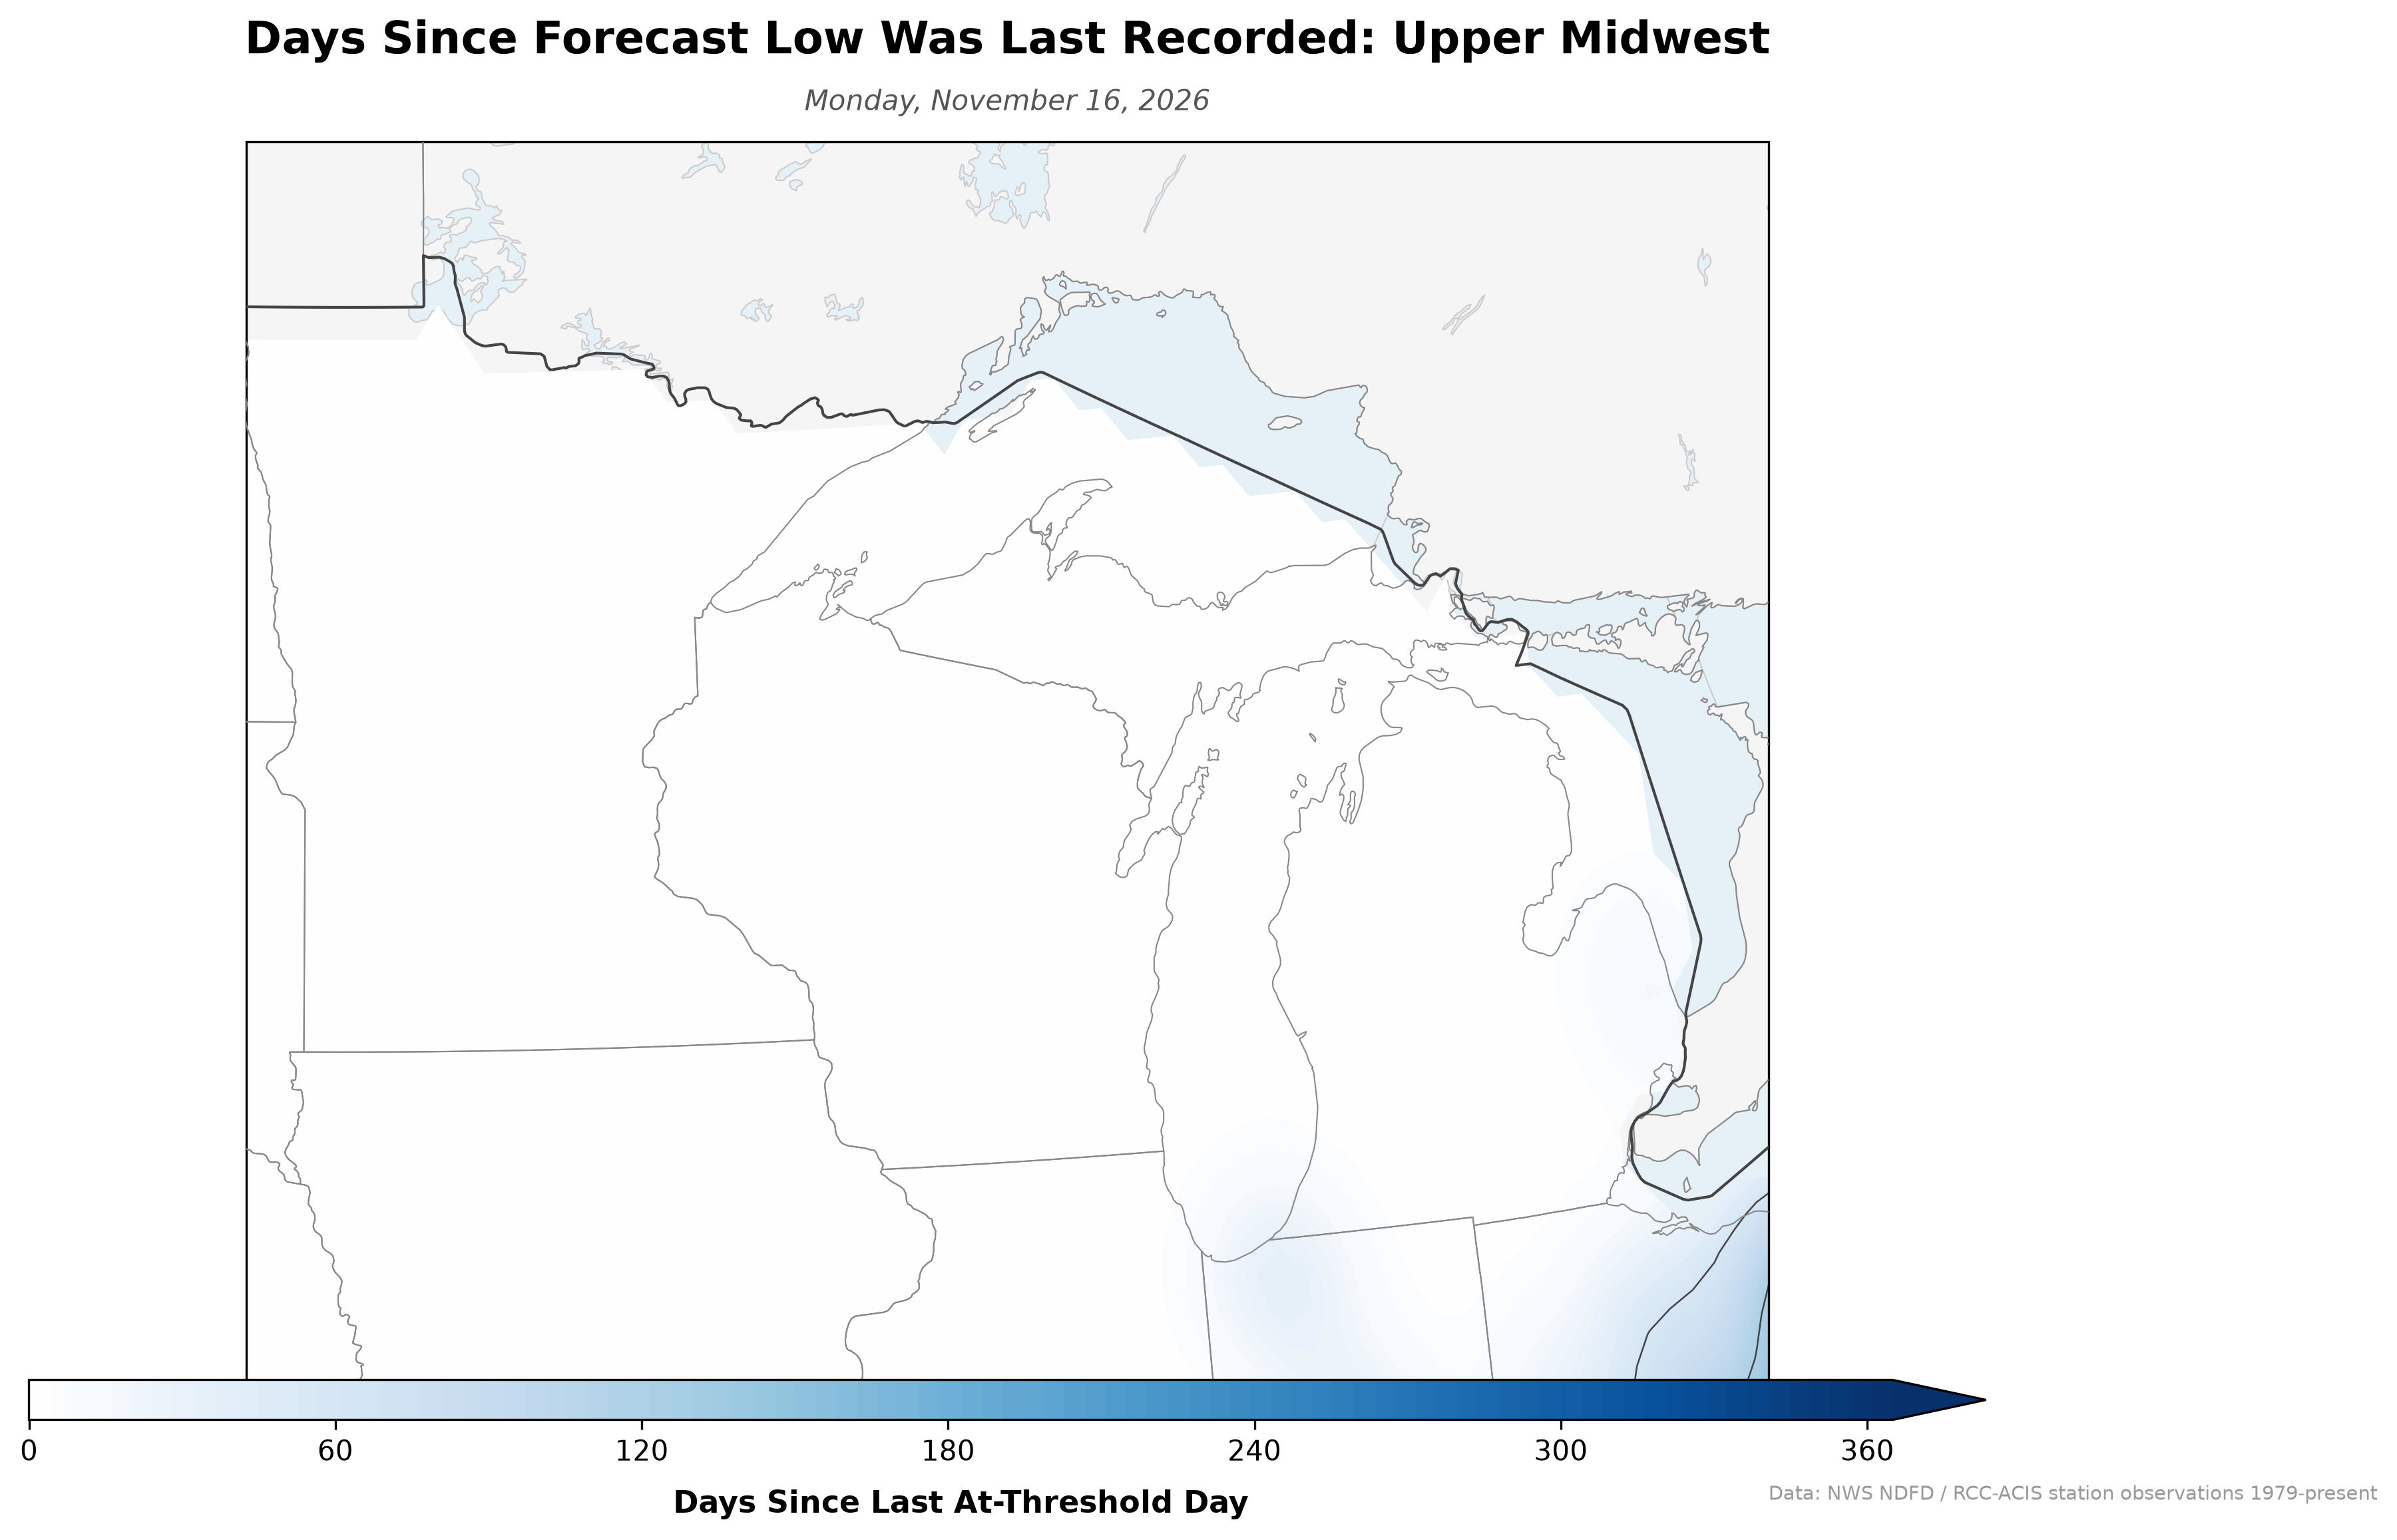 Days Since Forecast Low Was Last Recorded: Upper Midwest
Monday, November 16, 2026
0 60 120 180 240 300 360
Days Since Last At-Threshold Day
Data: NWS NDFD / RCC-ACIS station observations 1979-present